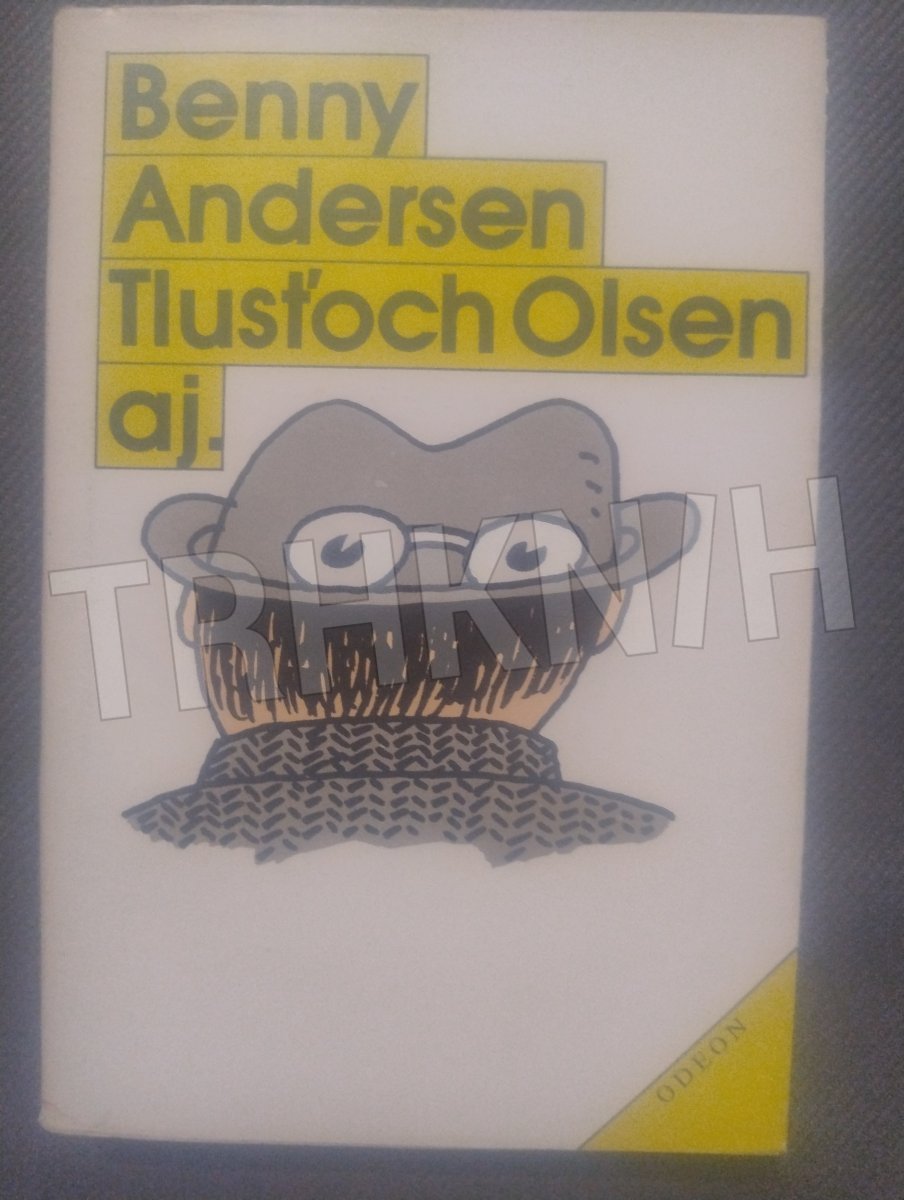 Benny
Andersen
Tlusťoch Olsen
aj.
TRHKNIH
ODEON